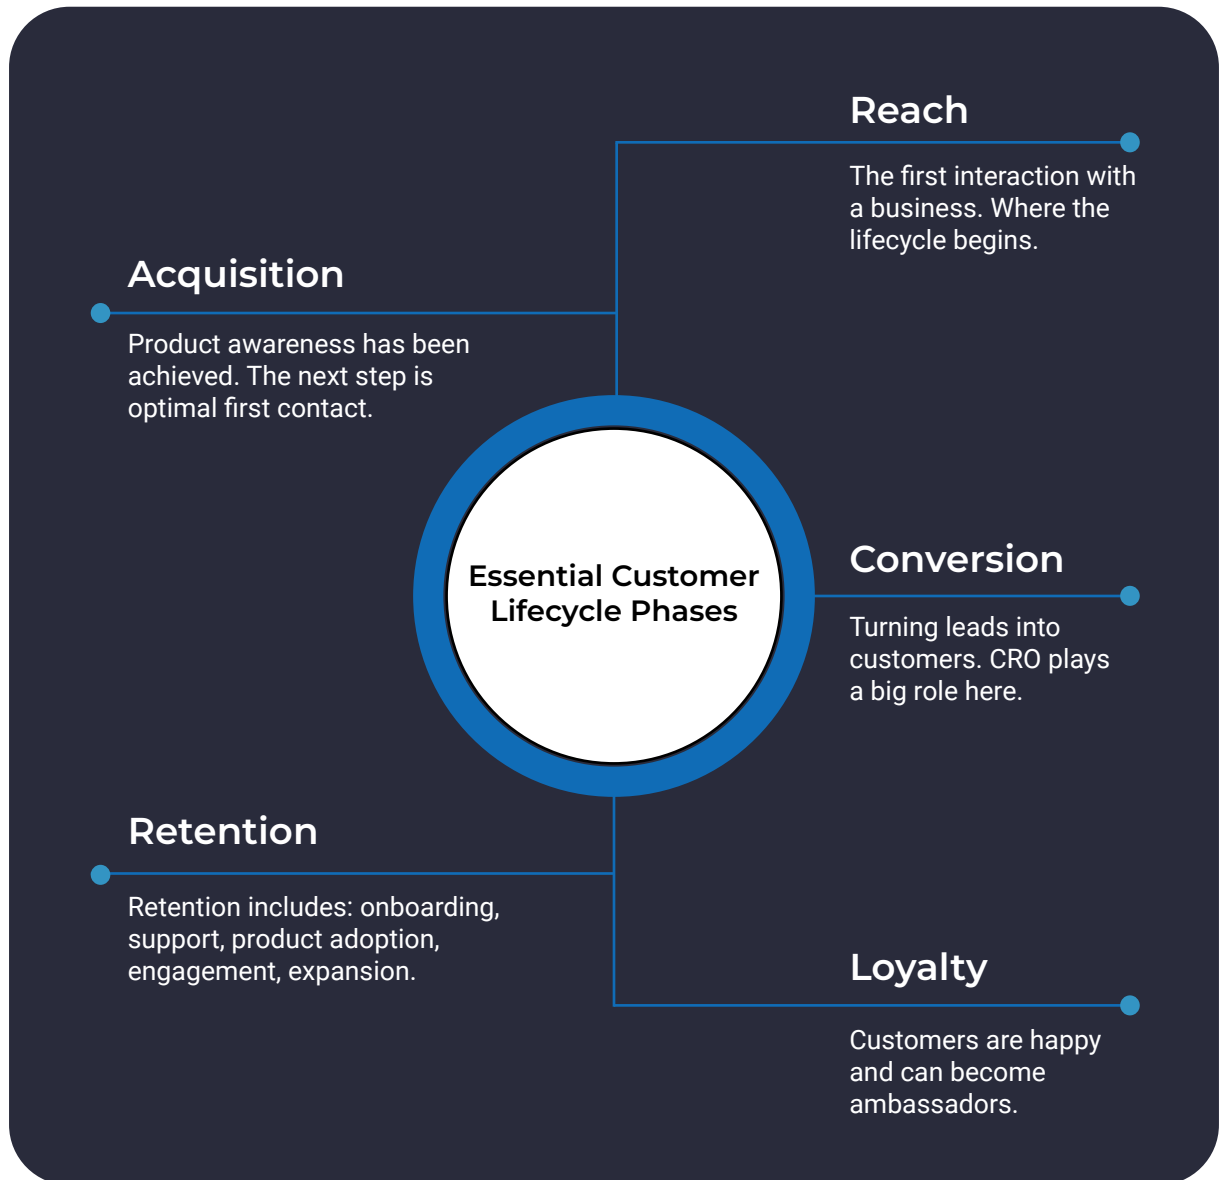 Reach
The first interaction with
a business. Where the
lifecycle begins.
Acquisition
Product awareness has been
achieved. The next step is
optimal first contact.
Essential Customer
Lifecycle Phases
Conversion
Turning leads into
customers. CRO plays
a big role here.
Retention
Retention includes: onboarding,
support, product adoption,
engagement, expansion.
Loyalty
Customers are happy
and can become
ambassadors.